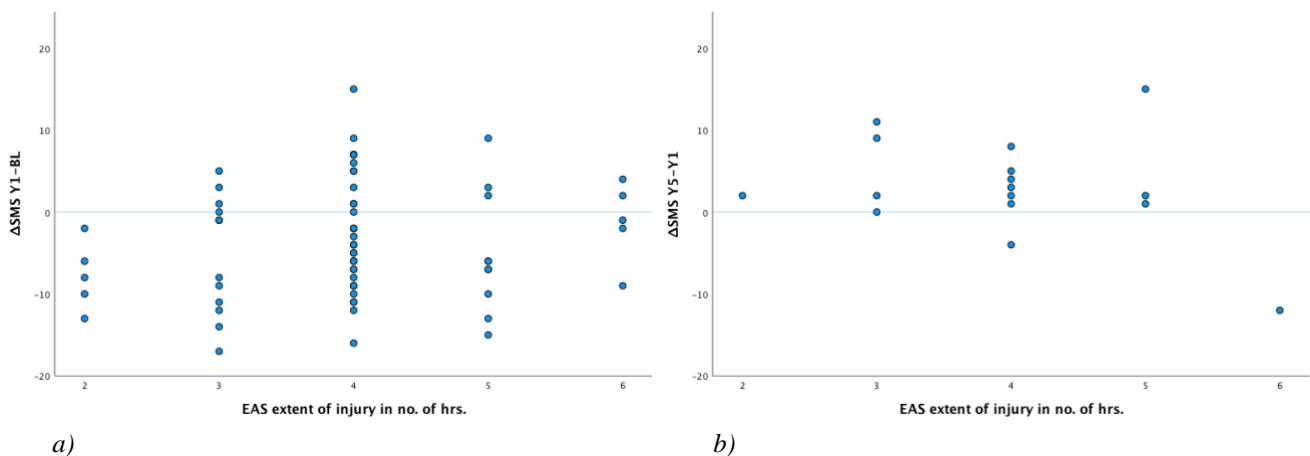 20
10
0
-10
-20
ΔSMS Y1-BL
2 3 4 5 6
EAS extent of injury in no. of hrs.
a)
20
10
0
-10
-20
ΔSMS Y5-Y1
2 3 4 5 6
EAS extent of injury in no. of hrs.
b)